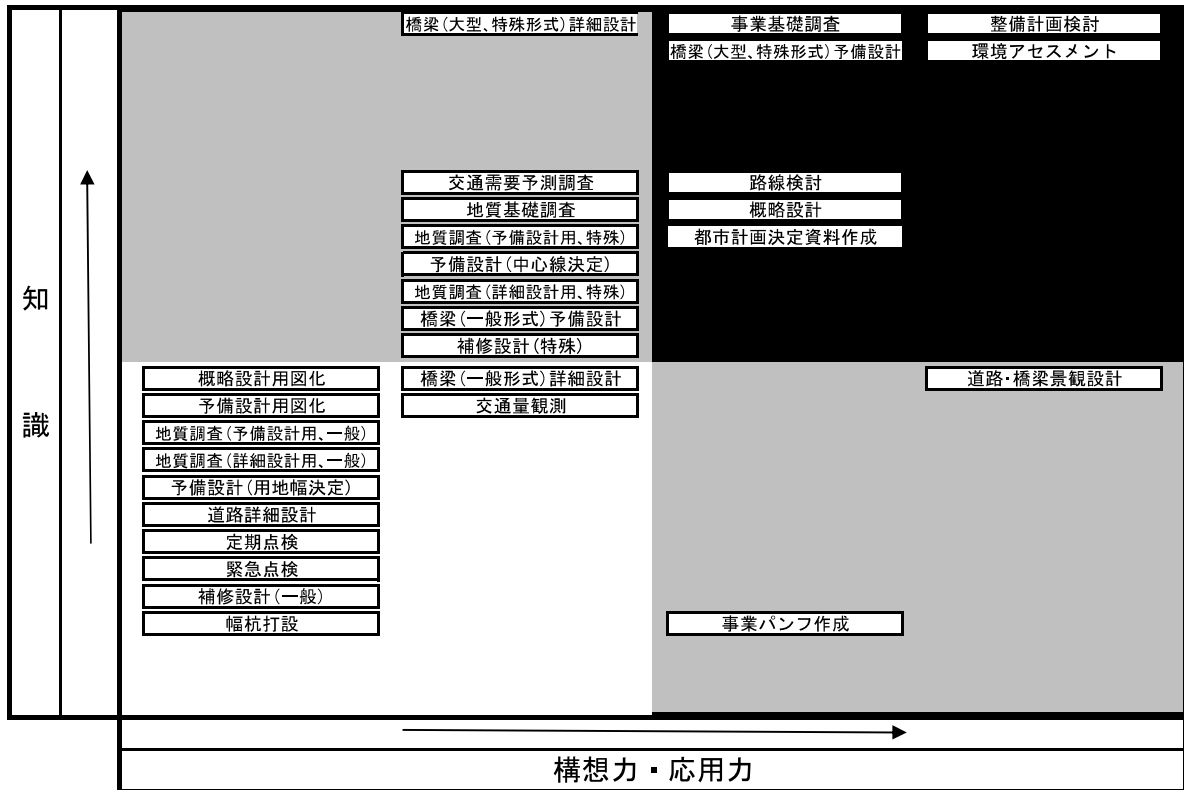 橋梁(大型、特殊形式)詳細設計
事業基礎調査
整備計画検討
橋梁(大型、特殊形式)予備設計
環境アセスメント
交通需要予測調査
路線検討
地質基礎調査
概略設計
地質調査(予備設計用、特殊)
都市計画決定資料作成
予備設計(中心線決定)
地質調査(詳細設計用、特殊)
橋梁(一般形式)予備設計
補修設計(特殊)
知
識
概略設計用図化
橋梁(一般形式)詳細設計
道路・橋梁景観設計
予備設計用図化
交通量観測
地質調査(予備設計用、一般)
地質調査(詳細設計用、一般)
予備設計(用地幅決定)
道路詳細設計
定期点検
緊急点検
補修設計(一般)
幅杭打設
事業パンフ作成
構想力・応用力